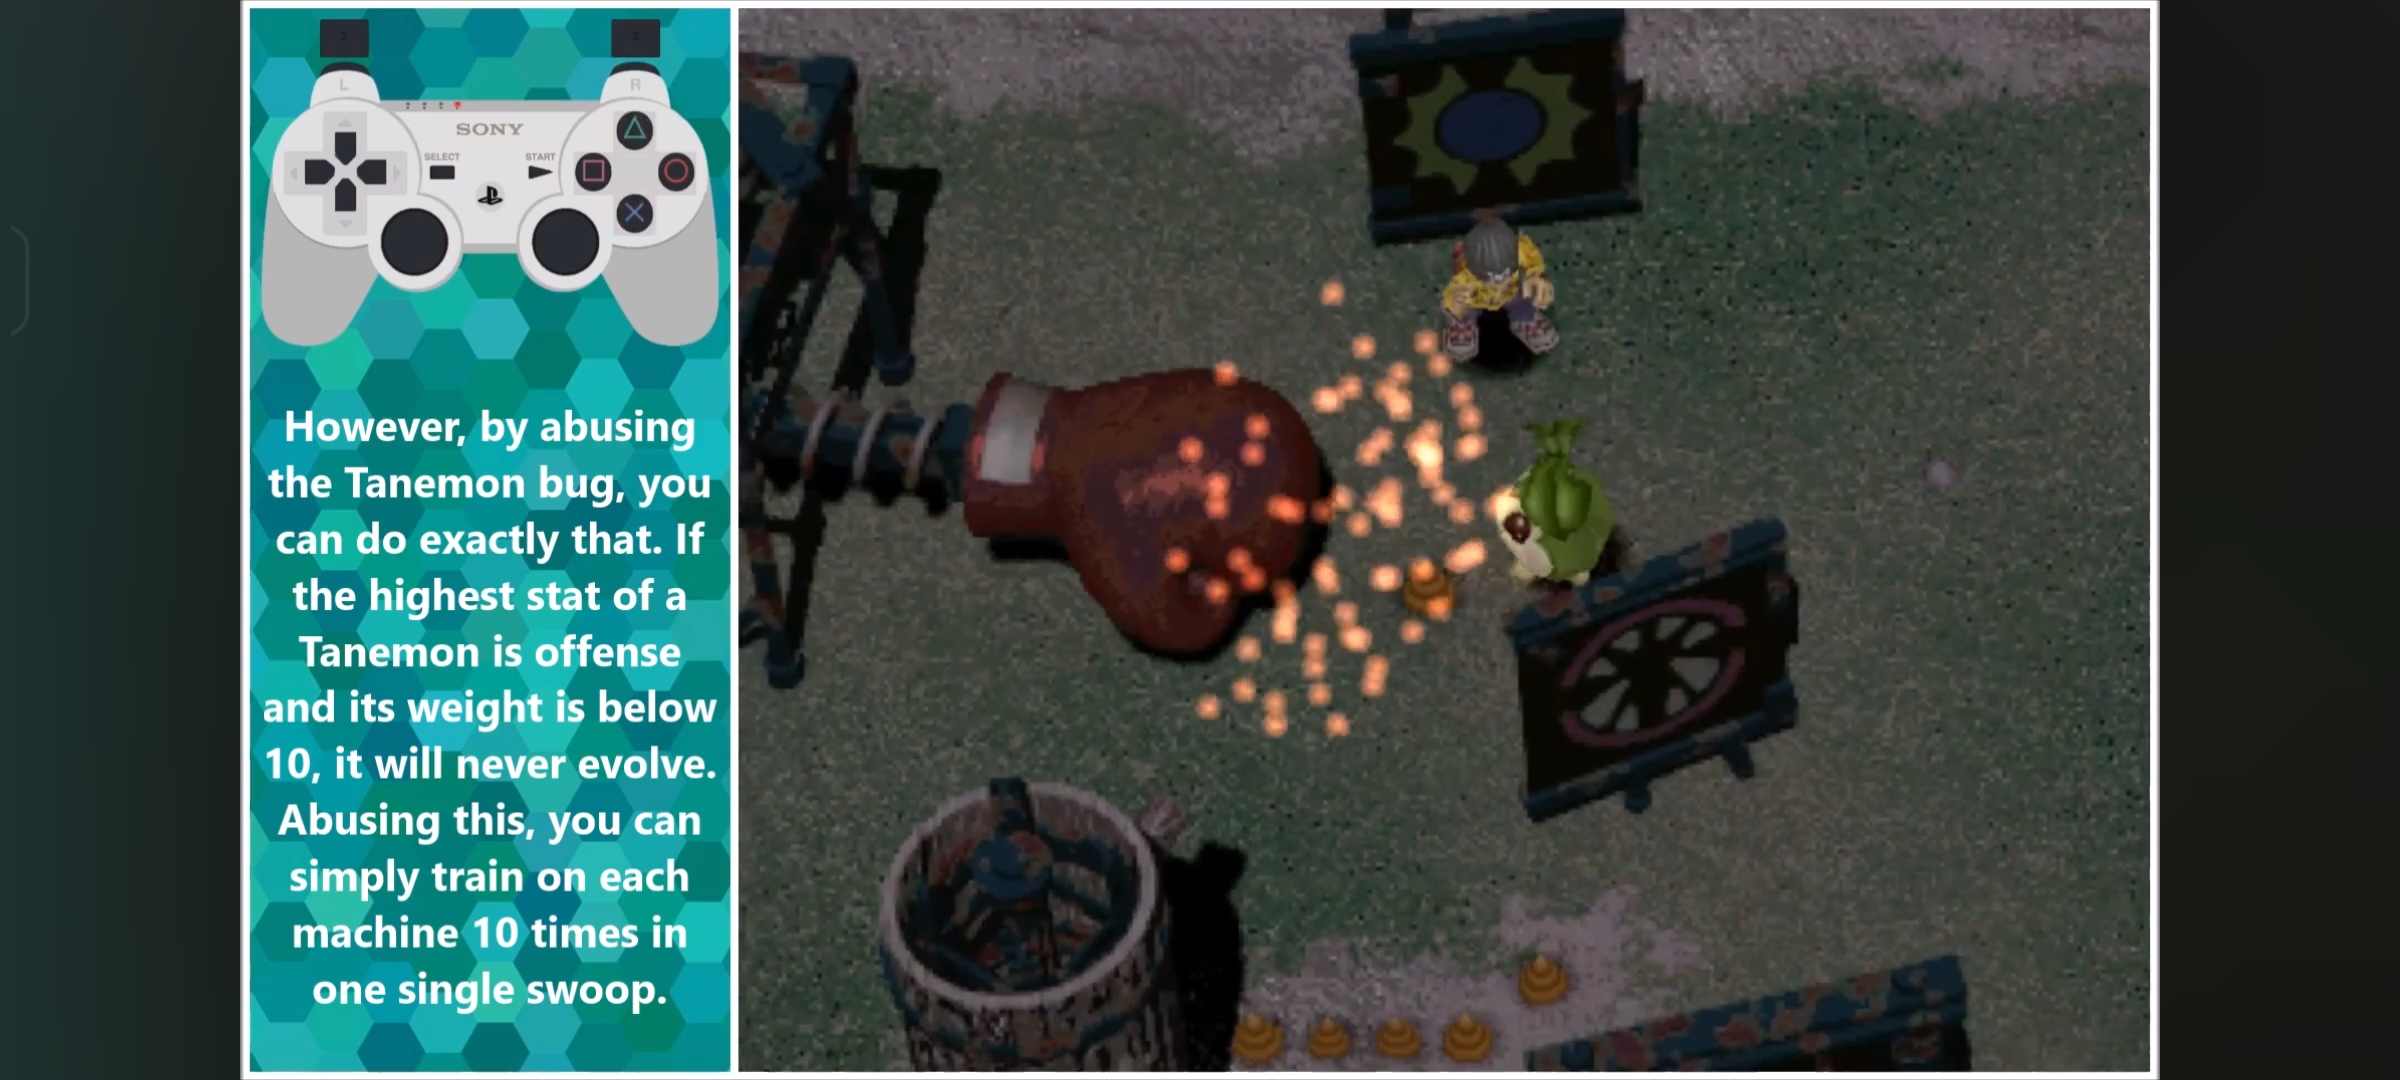 2
2
L
R
SONY
SELECT
START
However, by abusing
the Tanemon bug, you
can do exactly that. If
the highest stat of a
Tanemon is offense
and its weight is below
10, it will never evolve.
Abusing this, you can
simply train on each
machine 10 times in
one single swoop.